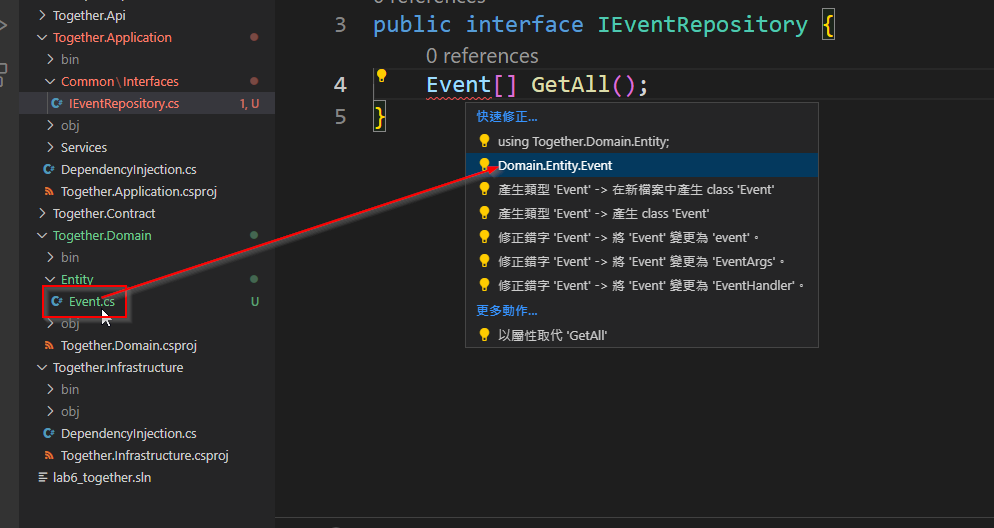 Together.Api
Together.Application
bin
Common\Interfaces
IEventRepository.cs 1, U
obj
Services
DependencyInjection.cs
Together.Application.csproj
Together.Contract
Together.Domain
bin
Entity
Event.cs U
obj
Together.Domain.csproj
Together.Infrastructure
bin
obj
DependencyInjection.cs
Together.Infrastructure.csproj
lab6_together.sln
0 references
3 public interface IEventRepository {
0 references
4 Event[] GetAll();
5 }
快速修正...
using Together.Domain.Entity;
Domain.Entity.Event
產生類型 'Event' -> 在新檔案中產生 class 'Event'
產生類型 'Event' -> 產生 class 'Event'
修正錯字 'Event' -> 將 'Event' 變更為 'event'。
修正錯字 'Event' -> 將 'Event' 變更為 'EventArgs'。
修正錯字 'Event' -> 將 'Event' 變更為 'EventHandler'。
更多動作...
以屬性取代 'GetAll'